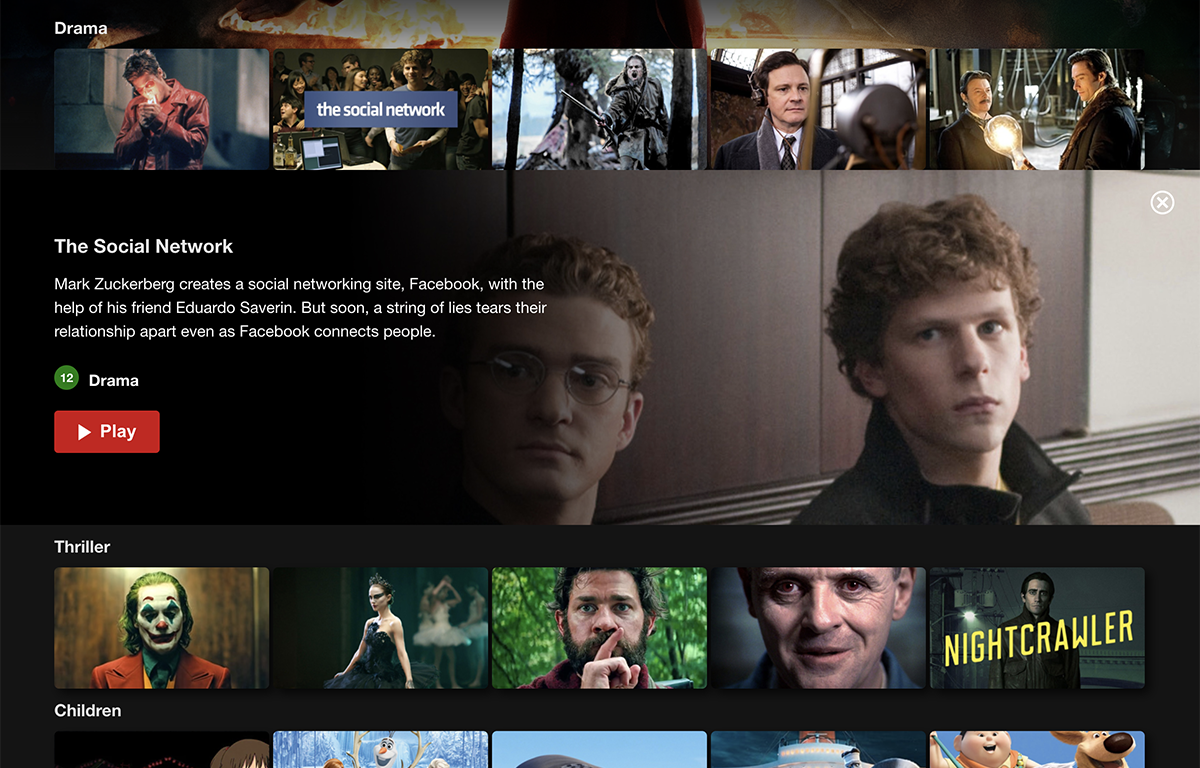 Drama
the social network
The Social Network
Mark Zuckerberg creates a social networking site, Facebook, with the
help of his friend Eduardo Saverin. But soon, a string of lies tears their
relationship apart even as Facebook connects people.
12 Drama
Play
Thriller
NIGHTCRAWLER
Children